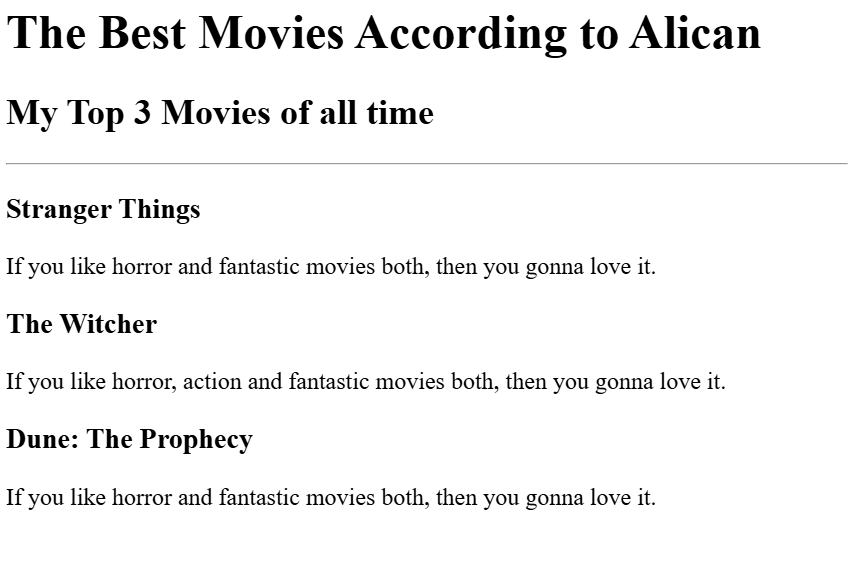 The Best Movies According to Alican
My Top 3 Movies of all time
Stranger Things
If you like horror and fantastic movies both, then you gonna love it.
The Witcher
If you like horror, action and fantastic movies both, then you gonna love it.
Dune: The Prophecy
If you like horror and fantastic movies both, then you gonna love it.